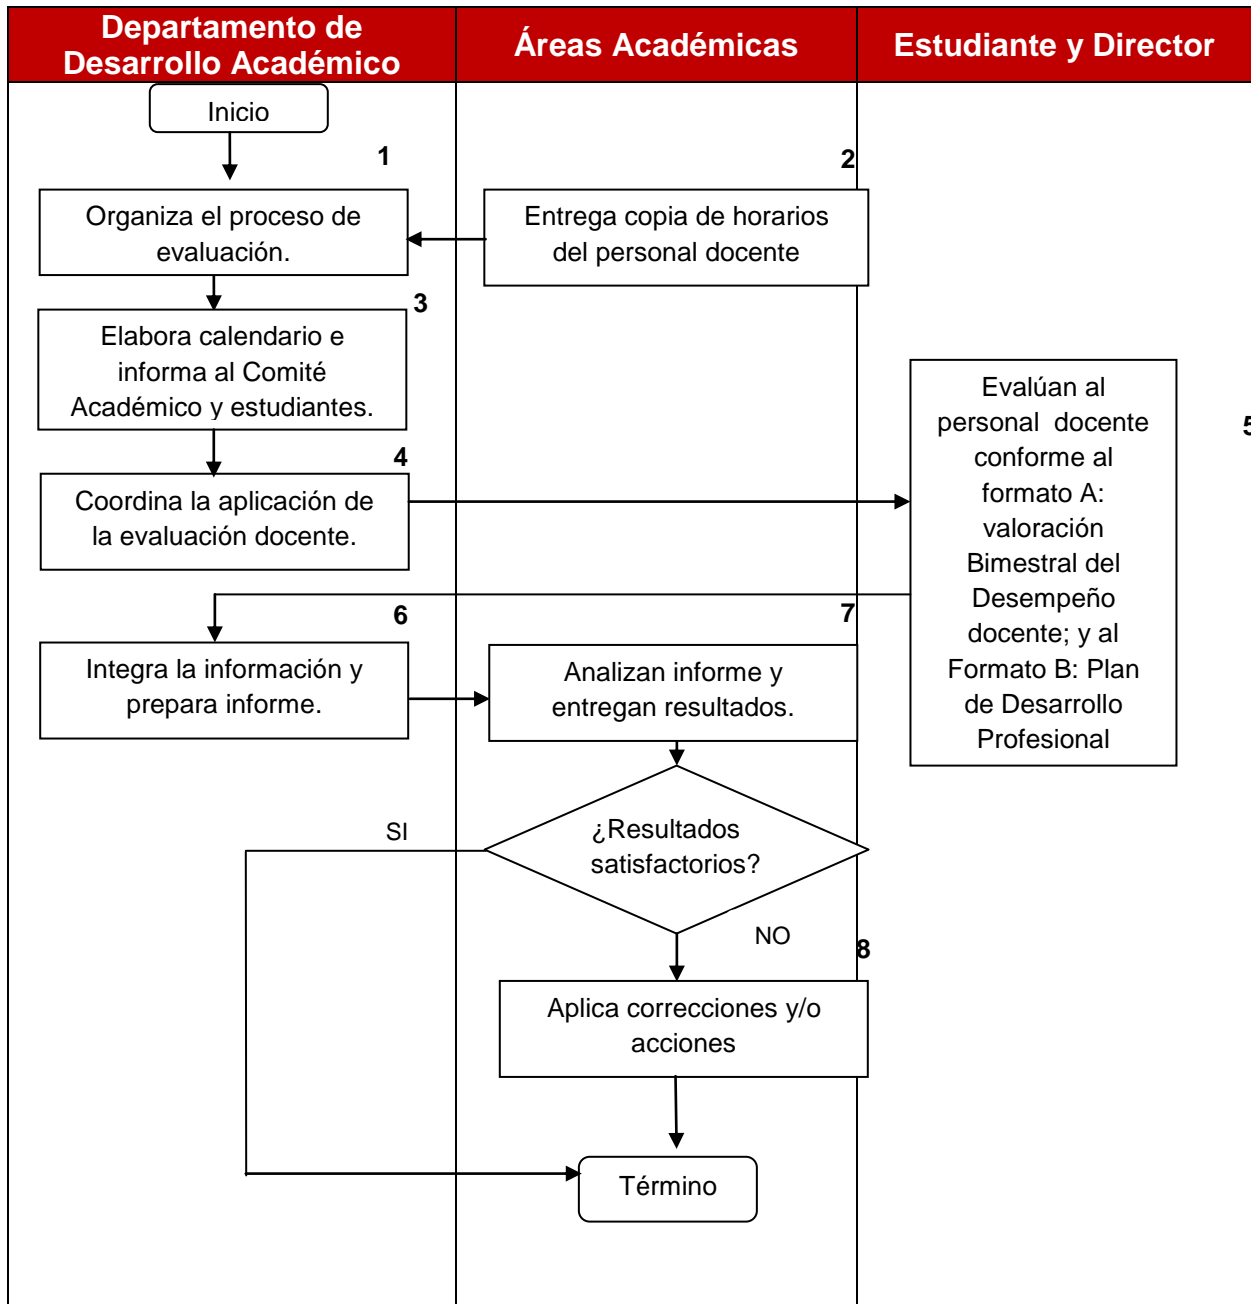 Departamento de
Desarrollo Académico
Áreas Académicas
Estudiante y Director
Inicio
1
2
Organiza el proceso de
evaluación.
Entrega copia de horarios
del personal docente
3
Elabora calendario e
informa al Comité
Académico y estudiantes.
4
Coordina la aplicación de
la evaluación docente.
5
Evalúan al
personal docente
conforme al
formato A:
valoración
Bimestral del
Desempeño
docente; y al
Formato B: Plan
de Desarrollo
Profesional
6
Integra la información y
prepara informe.
7
Analizan informe y
entregan resultados.
¿Resultados
satisfactorios?
SI
NO
8
Aplica correcciones y/o
acciones
Término